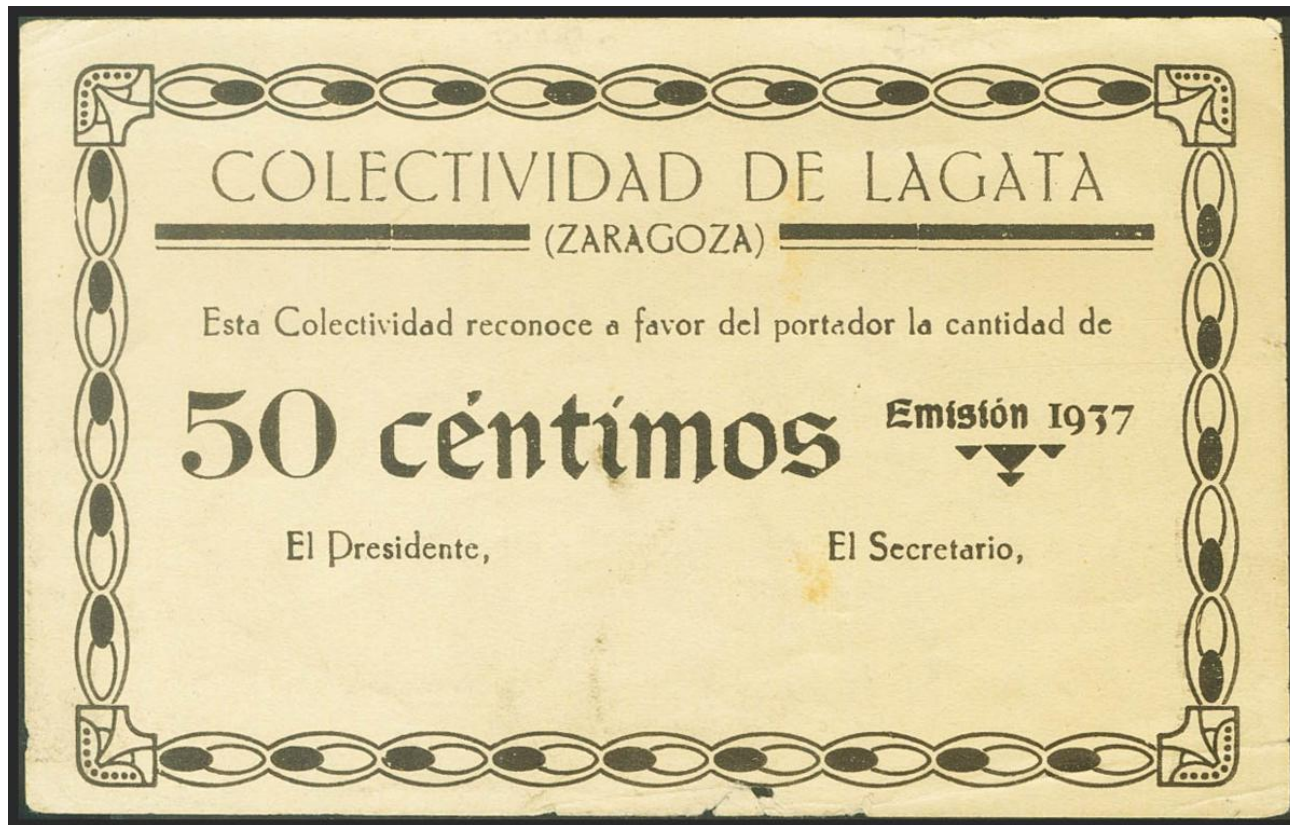 COLECTIVIDAD DE LAGATA
(ZARAGOZA)
Esta Colectividad reconoce a favor del portador la cantidad de
50 céntimos Emisión 1937
El Presidente, El Secretario,